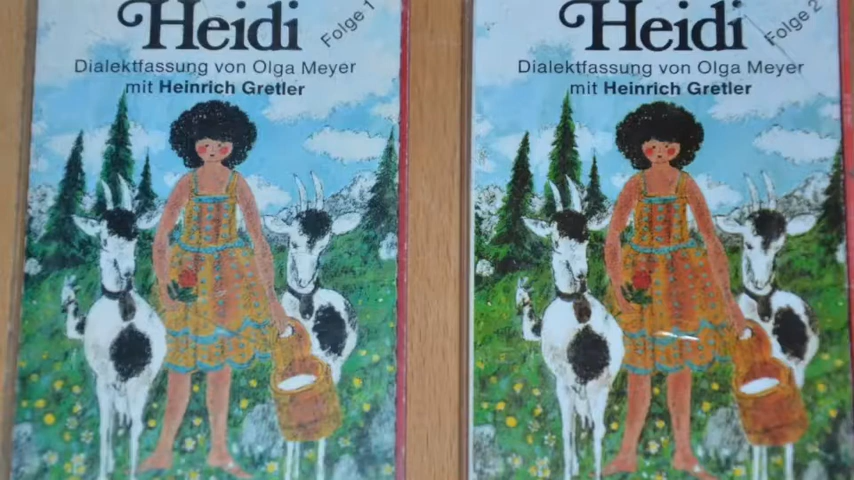 Heidi
Folge 1
Dialektfassung von Olga Meyer
mit Heinrich Gretler
Heidi
Folge 2
Dialektfassung von Olga Meyer
mit Heinrich Gretler